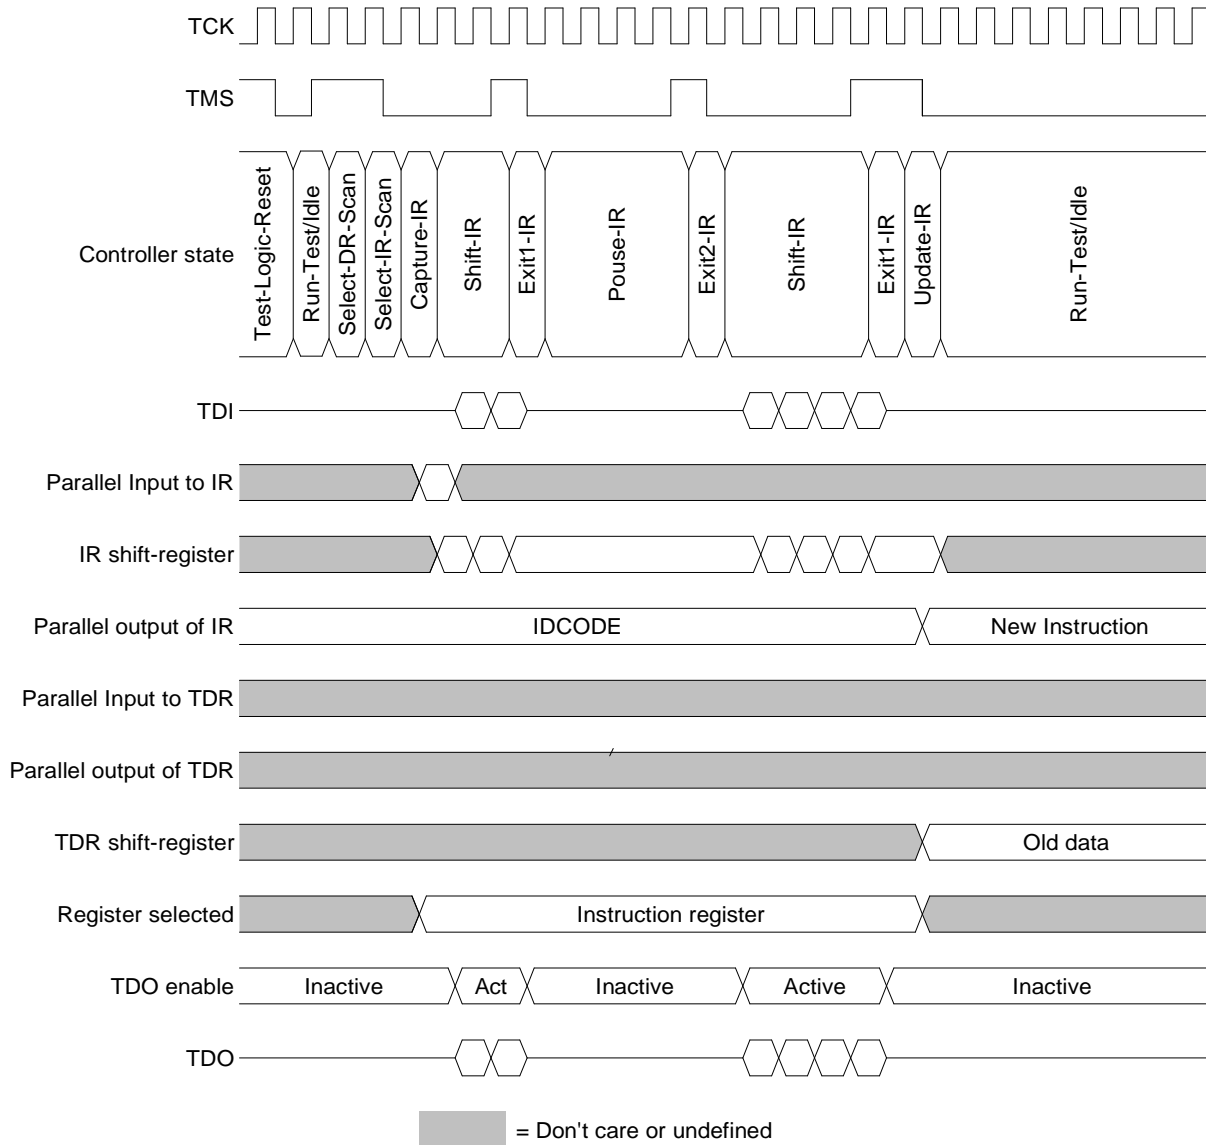 TCK
TMS
Controller state
Test-Logic-Reset
Run-Test/Idle
Select-DR-Scan
Select-IR-Scan
Capture-IR
Shift-IR
Exit1-IR
Pouse-IR
Exit2-IR
Shift-IR
Exit1-IR
Update-IR
Run-Test/Idle
TDI
Parallel Input to IR
IR shift-register
Parallel output of IR
IDCODE
New Instruction
Parallel Input to TDR
Parallel output of TDR
TDR shift-register
Old data
Register selected
Instruction register
TDO enable
Inactive
Act
Inactive
Active
Inactive
TDO
= Don't care or undefined